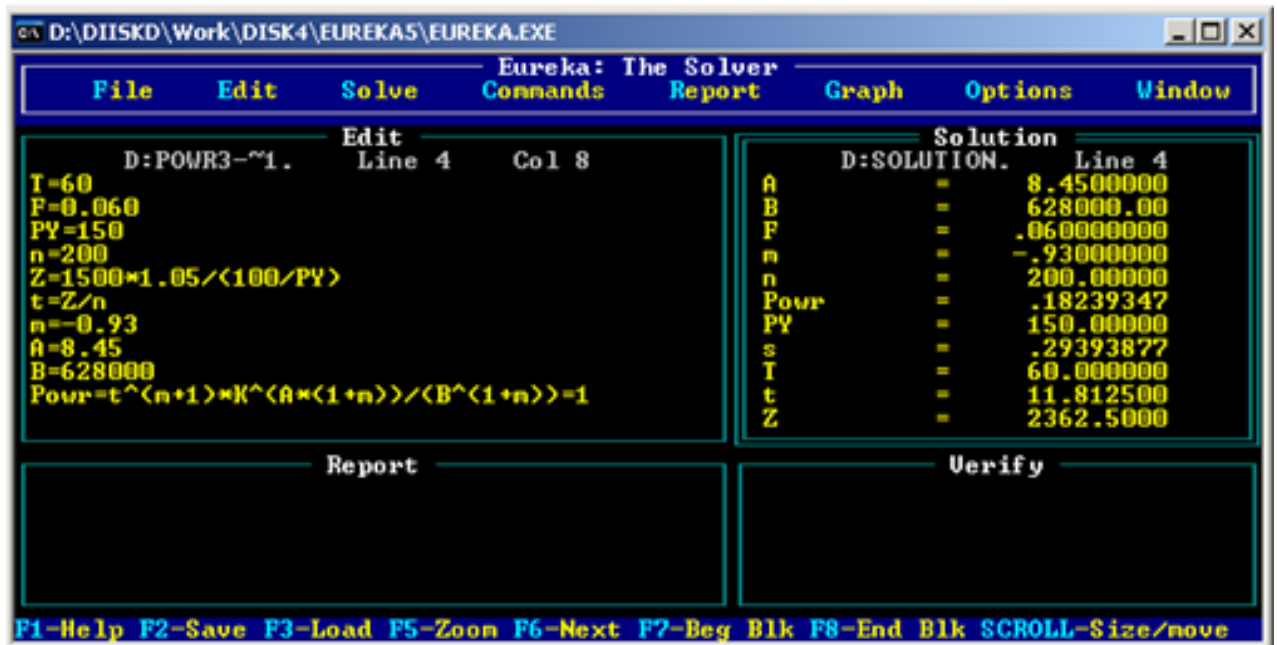 D:\DIISKD\Work\DISK4\EUREKA5\EUREKA.EXE
Eureka: The Solver
File Edit Solve Commands Report Graph Options Window
Edit
D:POWR3-~1. Line 4 Col 8
T=60
F=0.060
PY=150
n=200
Z=1500*1.05/(100/PY)
t=Z/n
m=-0.93
A=8.45
B=628000
Powr=t^(m+1)*K^(A*(1+m))/(B^(1+m))=1
Solution
D:SOLUTION. Line 4
A = 8.4500000
B = 628000.00
F = .060000000
m = -.93000000
n = 200.00000
Powr = .18239347
PY = 150.00000
s = .29393877
T = 60.000000
t = 11.812500
Z = 2362.5000
Report
Verify
F1-Help F2-Save F3-Load F5-Zoom F6-Next F7-Beg Blk F8-End Blk SCROLL-Size/move